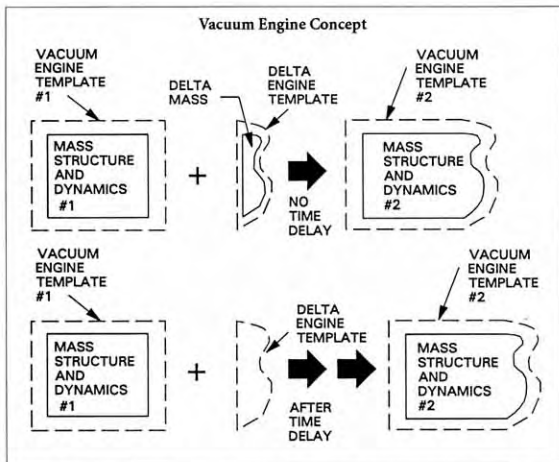 Vacuum Engine Concept
VACUUM
ENGINE
TEMPLATE
#1
DELTA
MASS
DELTA
ENGINE
TEMPLATE
VACUUM
ENGINE
TEMPLATE
#2
MASS
STRUCTURE
AND
DYNAMICS
#1
+
NO
TIME
DELAY
MASS
STRUCTURE
AND
DYNAMICS
#2
VACUUM
ENGINE
TEMPLATE
#1
DELTA
ENGINE
TEMPLATE
VACUUM
ENGINE
TEMPLATE
#2
MASS
STRUCTURE
AND
DYNAMICS
#1
+
AFTER
TIME
DELAY
MASS
STRUCTURE
AND
DYNAMICS
#2